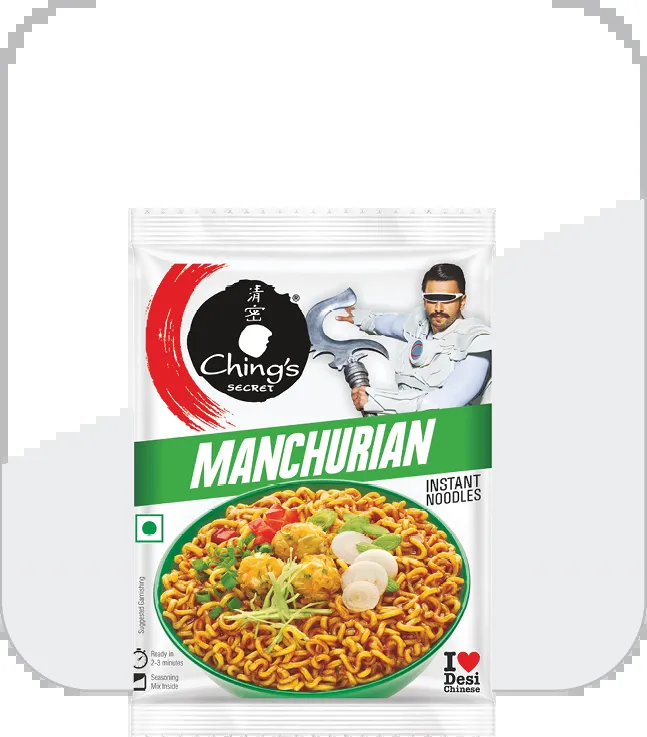 清
密
®
Ching's
SECRET
MANCHURIAN
INSTANT
NOODLES
Suggested Garnishing
Ready in
2-3 minutes
Seasoning
Mix Inside
I ❤
Desi
Chinese